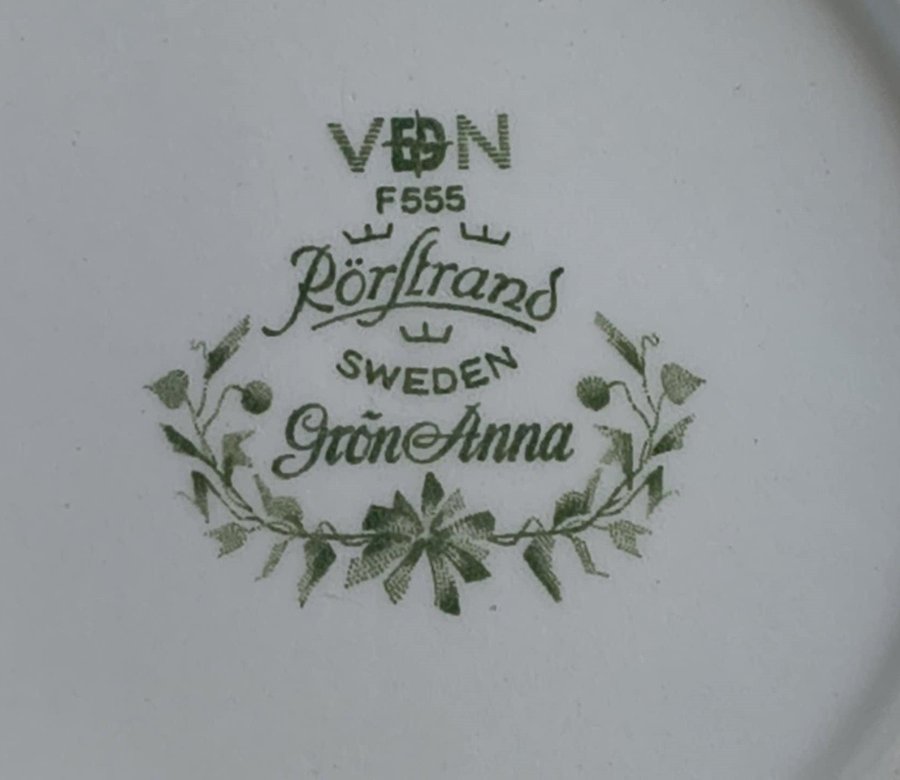 VDN
F555
Rörstrand
SWEDEN
Grön Anna